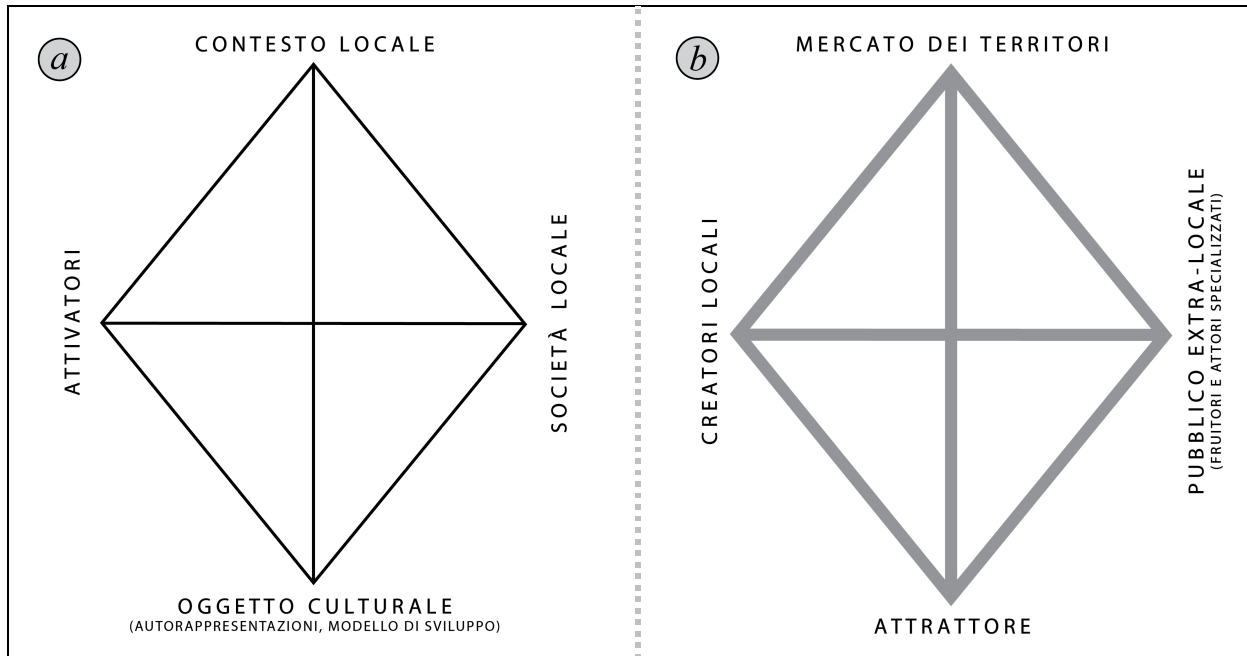 a
CONTESTO LOCALE
ATTIVATORI
SOCIETÀ LOCALE
OGGETTO CULTURALE
(AUTORAPPRESENTAZIONI, MODELLO DI SVILUPPO)
b
MERCATO DEI TERRITORI
CREATORI LOCALI
PUBBLICO EXTRA-LOCALE
(FRUITORI E ATTORI SPECIALIZZATI)
ATTRATTORE